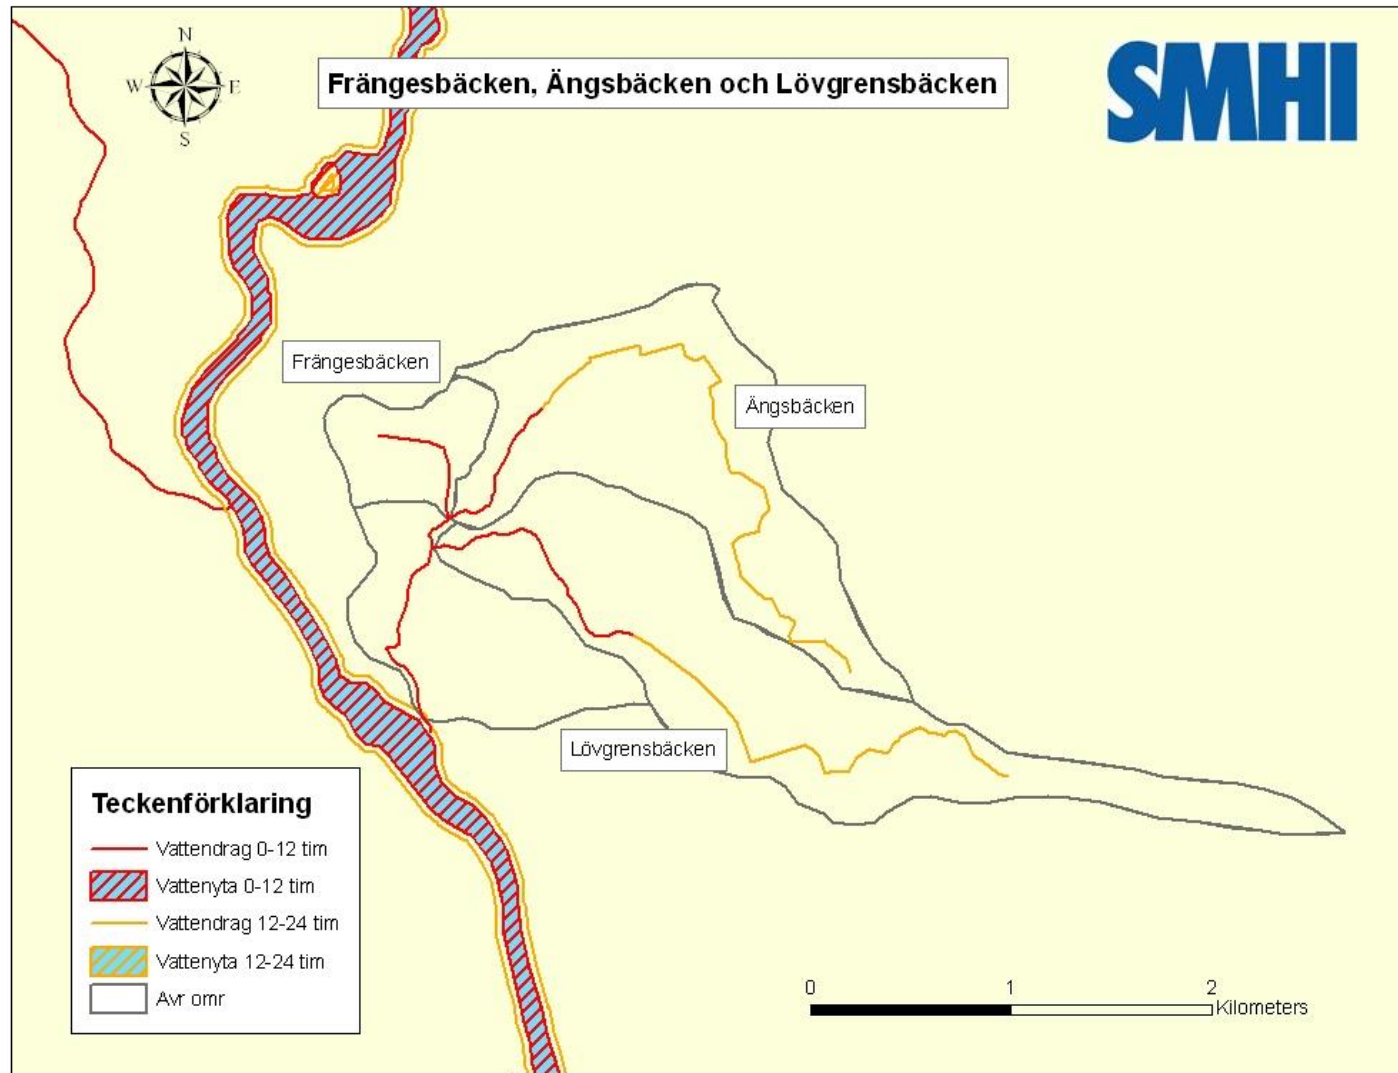 N
W E
S
Frängesbäcken, Ängsbäcken och Lövgrensbäcken
SMHI
Frängesbäcken
Ängsbäcken
Lövgrensbäcken
Teckenförklaring
Vattendrag 0-12 tim
Vattenyta 0-12 tim
Vattendrag 12-24 tim
Vattenyta 12-24 tim
Avr omr
0 1 2
Kilometers